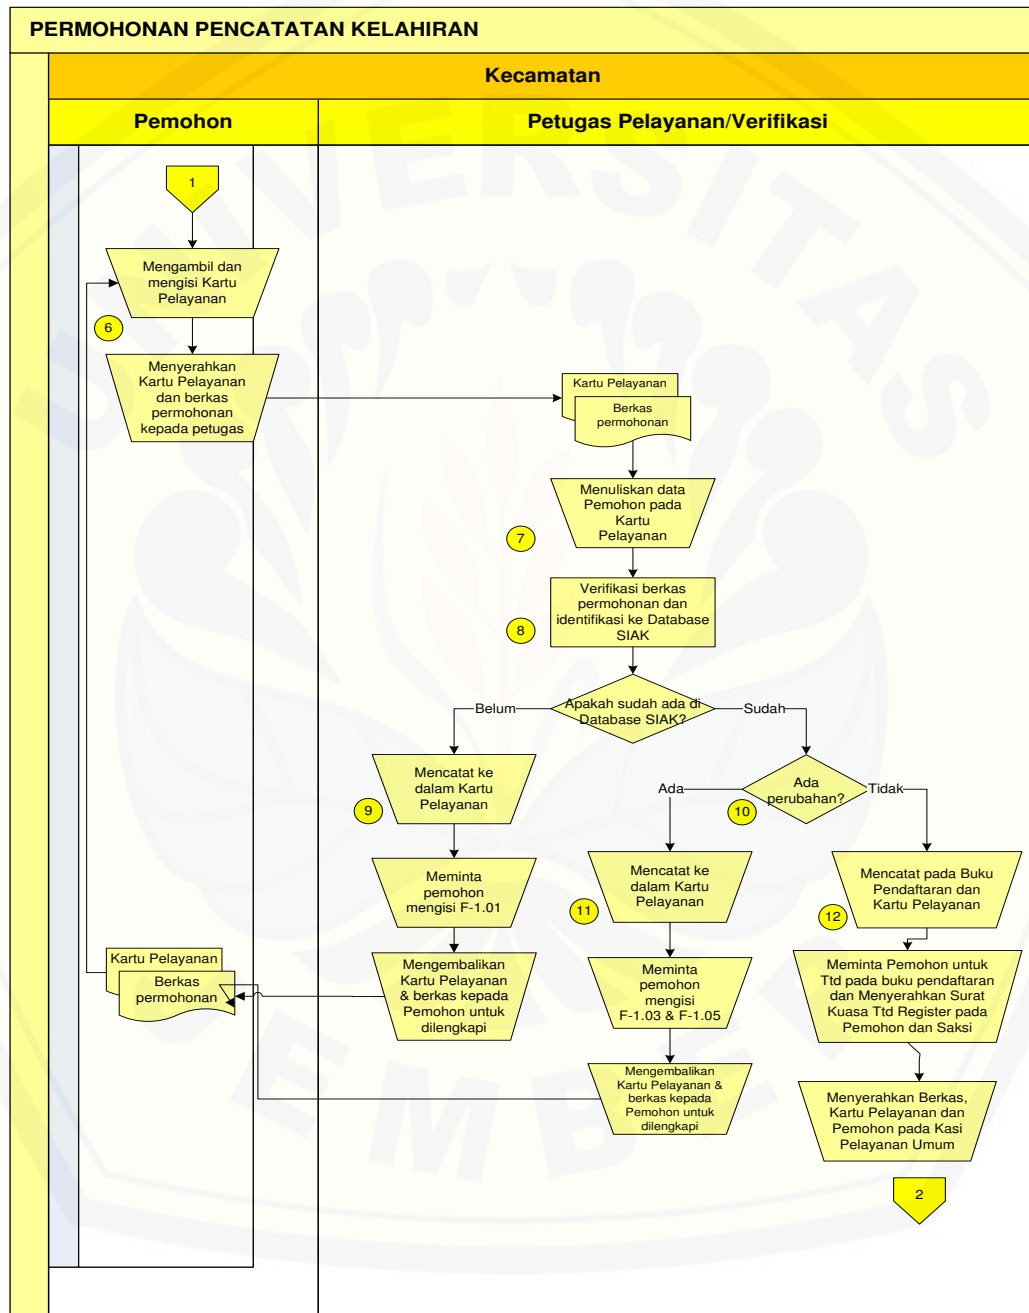 PERMOHONAN PENCATATAN KELAHIRAN
Kecamatan
Pemohon
Petugas Pelayanan/Verifikasi
1
Mengambil dan
mengisi Kartu
Pelayanan
6
Menyerahkan
Kartu Pelayanan
dan berkas
permohonan
kepada petugas
Kartu Pelayanan
Berkas
permohonan
Menuliskan data
Pemohon pada
Kartu
Pelayanan
7
Verifikasi berkas
permohonan dan
identifikasi ke Database
SIAK
8
Apakah sudah ada di
Database SIAK?
Belum
Sudah
Mencatat ke
dalam Kartu
Pelayanan
9
Ada
perubahan?
10
Ada
Tidak
Meminta
pemohon
mengisi F-1.01
Mencatat ke
dalam Kartu
Pelayanan
11
Mencatat pada Buku
Pendaftaran dan
Kartu Pelayanan
12
Kartu Pelayanan
Berkas
permohonan
Mengembalikan
Kartu Pelayanan
& berkas kepada
Pemohon untuk
dilengkapi
Meminta
pemohon
mengisi
F-1.03 & F-1.05
Meminta Pemohon untuk
Ttd pada buku pendaftaran
dan Menyerahkan Surat
Kuasa Ttd Register pada
Pemohon dan Saksi
Mengembalikan
Kartu Pelayanan &
berkas kepada
Pemohon untuk
dilengkapi
Menyerahkan Berkas,
Kartu Pelayanan dan
Pemohon pada Kasi
Pelayanan Umum
2
UNIVERSITAS
JEMBER